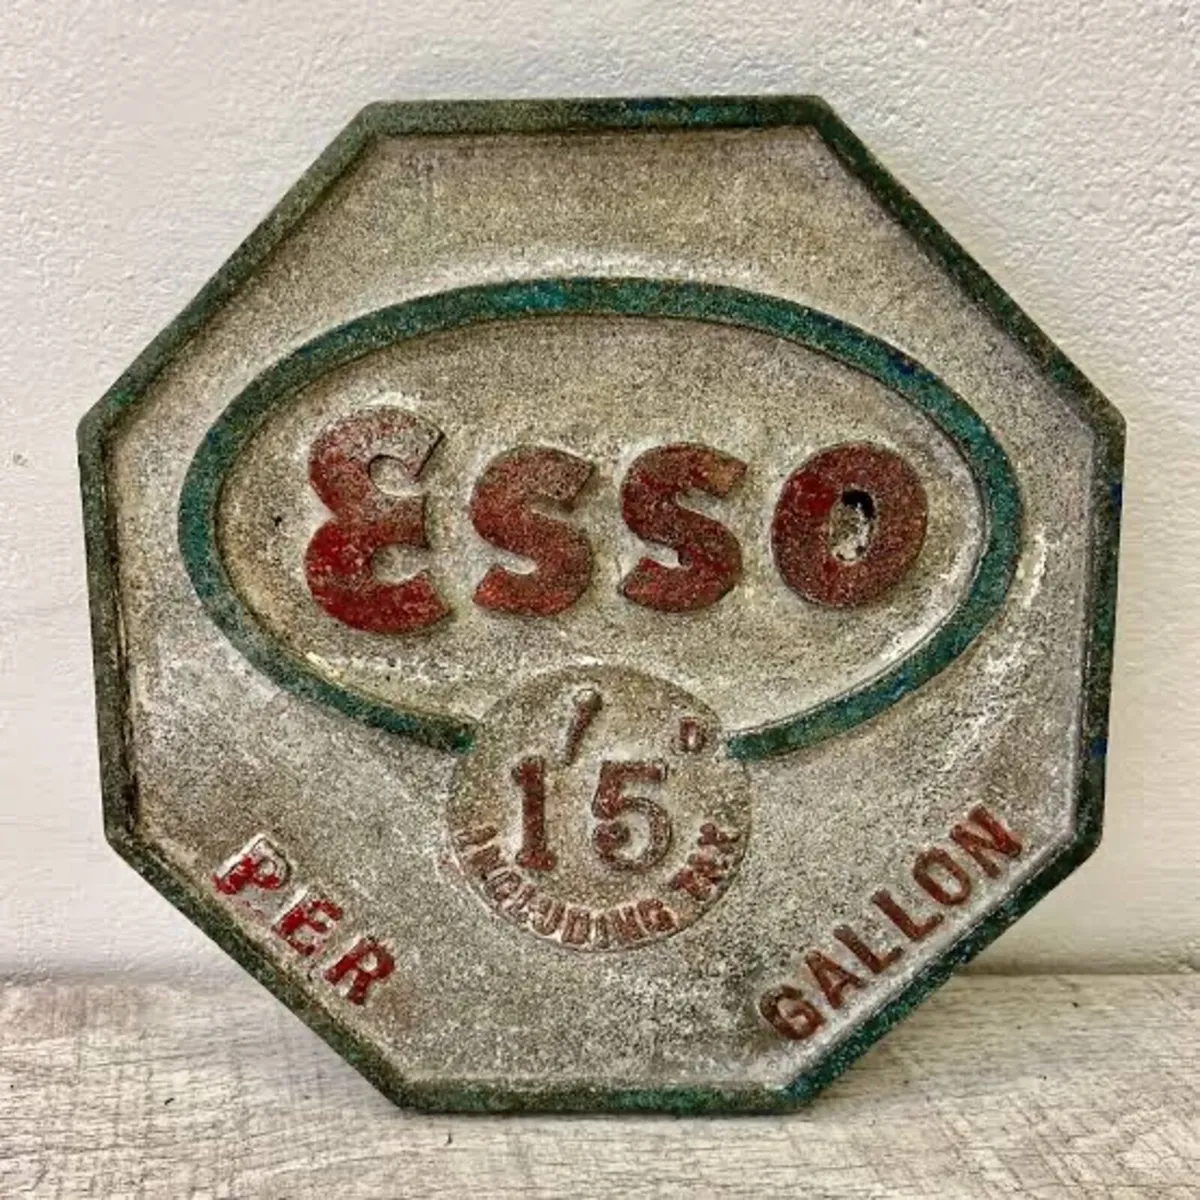 Esso
1/5D
INCLUDING TAX
PER GALLON